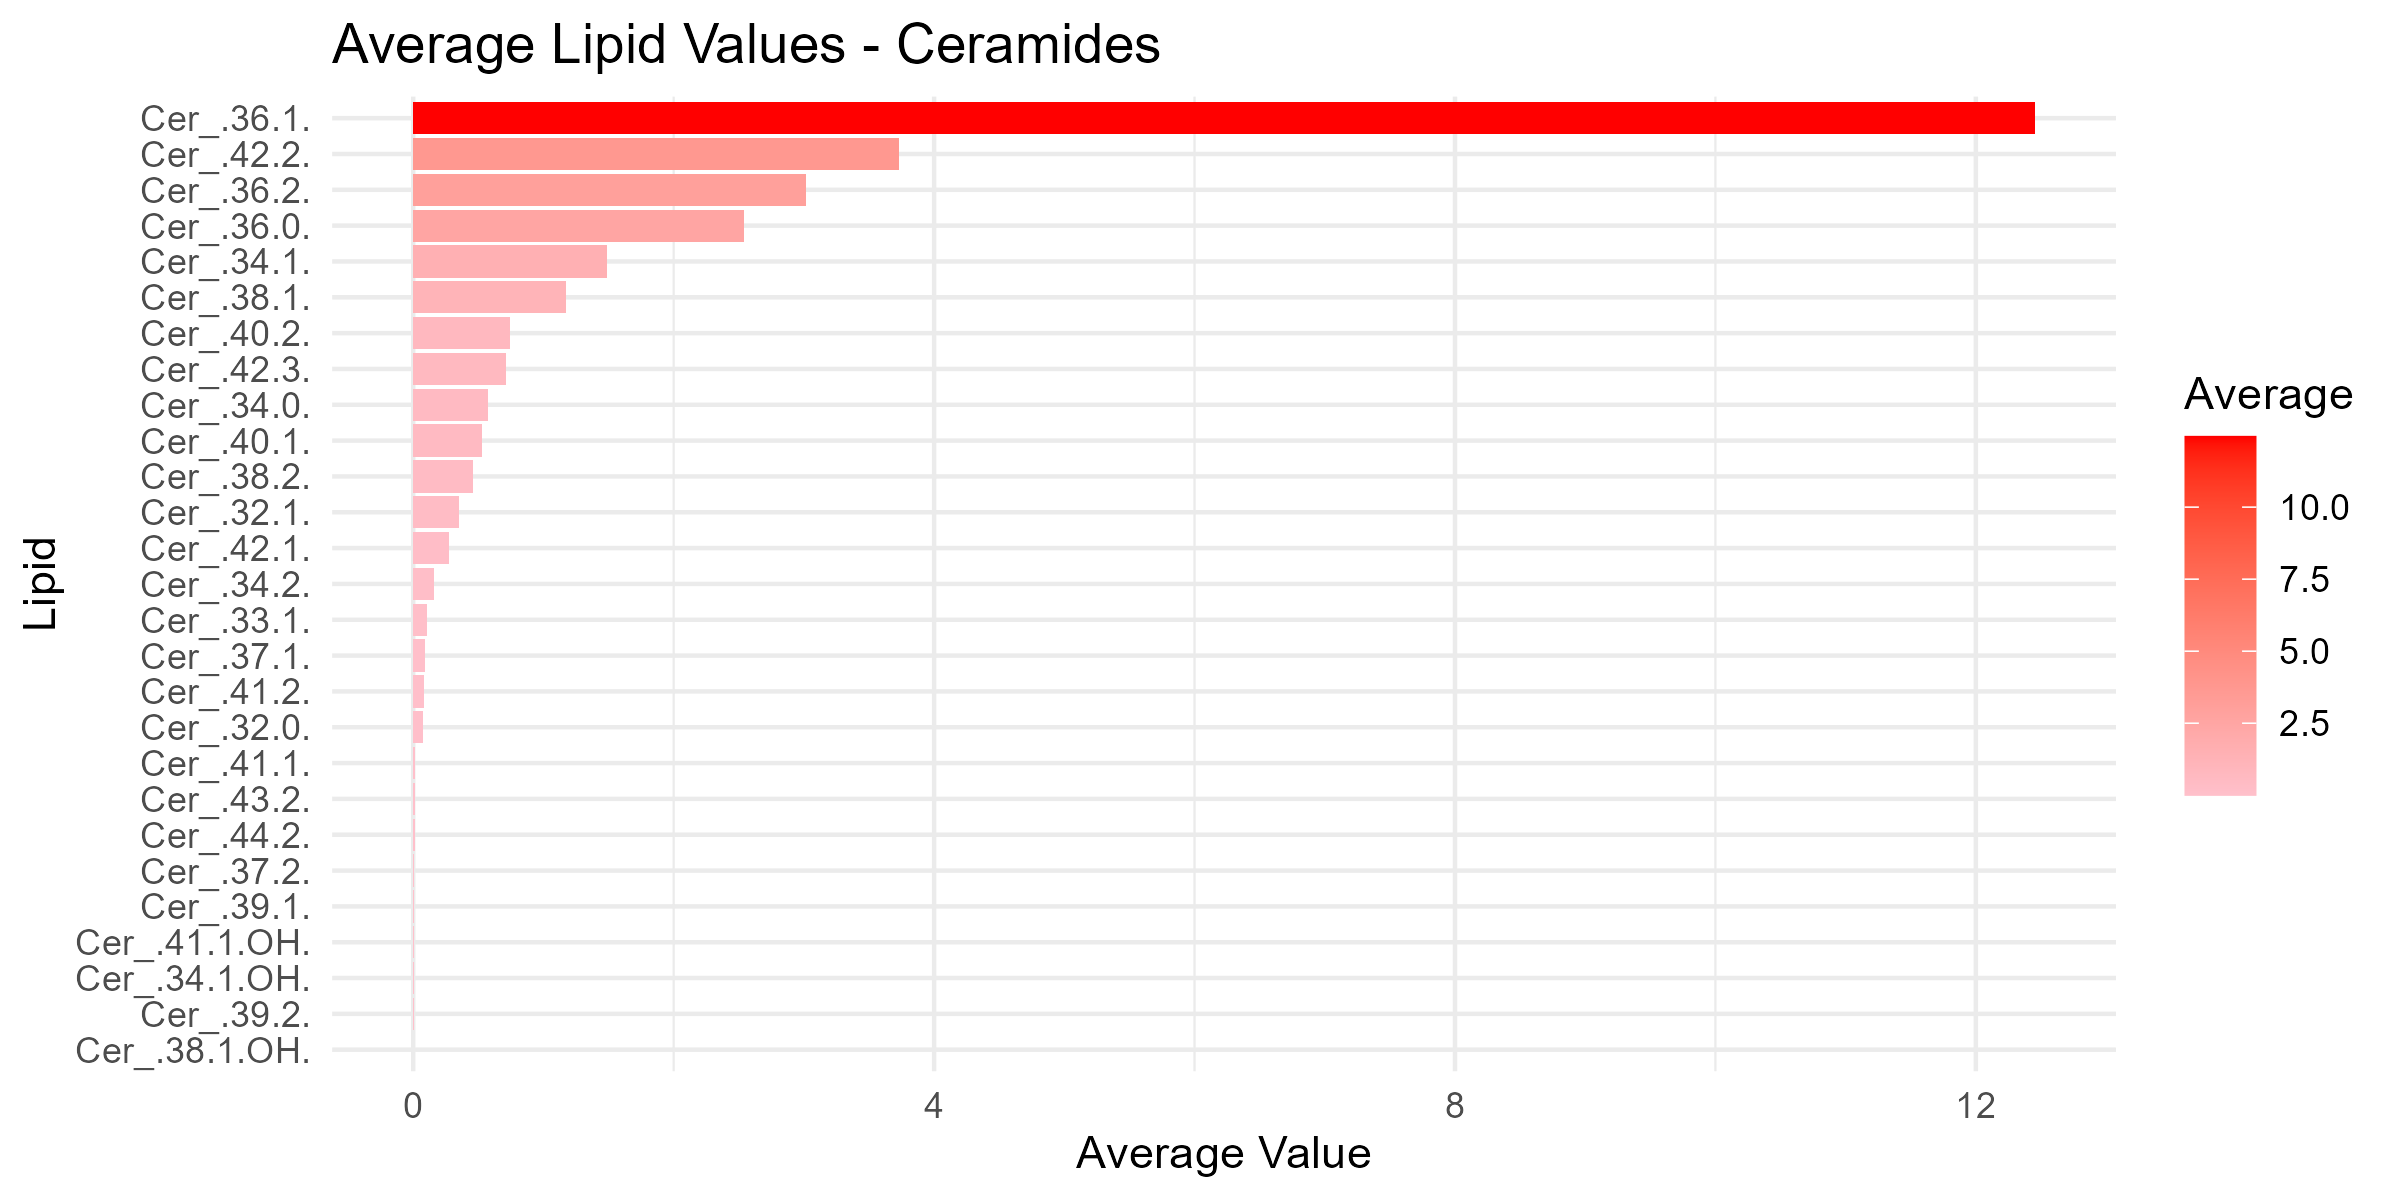 Average Lipid Values - Ceramides
Cer_.36.1.
Cer_.42.2.
Cer_.36.2.
Cer_.36.0.
Cer_.34.1.
Cer_.38.1.
Cer_.40.2.
Cer_.42.3.
Cer_.34.0.
Cer_.40.1.
Cer_.38.2.
Cer_.32.1.
Cer_.42.1.
Cer_.34.2.
Cer_.33.1.
Cer_.37.1.
Cer_.41.2.
Cer_.32.0.
Cer_.41.1.
Cer_.43.2.
Cer_.44.2.
Cer_.37.2.
Cer_.39.1.
Cer_.41.1.OH.
Cer_.34.1.OH.
Cer_.39.2.
Cer_.38.1.OH.
Lipid
0 4 8 12
Average Value
Average
10.0
7.5
5.0
2.5